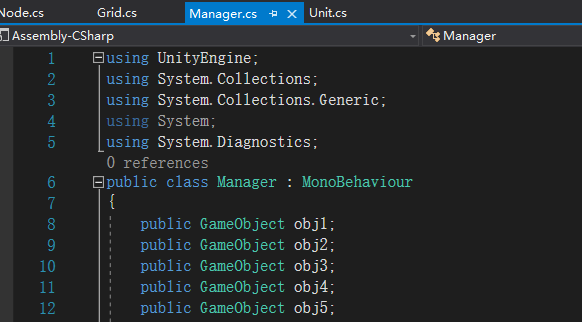 Node.cs Grid.cs Manager.cs Unit.cs
Assembly-CSharp Manager
1 using UnityEngine;
2 using System.Collections;
3 using System.Collections.Generic;
4 using System;
5 using System.Diagnostics;
0 references
6 public class Manager : MonoBehaviour
7 {
8 public GameObject obj1;
9 public GameObject obj2;
10 public GameObject obj3;
11 public GameObject obj4;
12 public GameObject obj5;